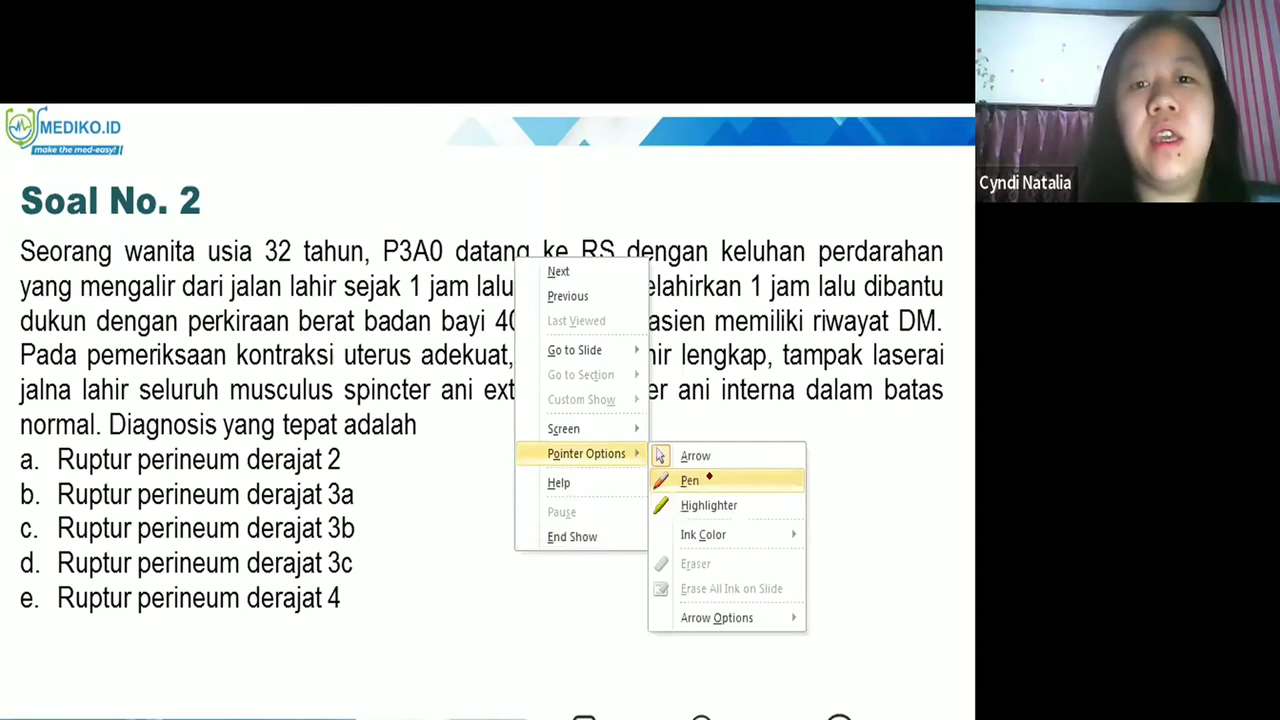 MEDIKO.ID
make the med-easy!
Cyndi Natalia
Soal No. 2
Seorang wanita usia 32 tahun, P3A0 datang ke RS dengan keluhan perdarahan
yang mengalir dari jalan lahir sejak 1 jam lalu elahirkan 1 jam lalu dibantu
dukun dengan perkiraan berat badan bayi 40 asien memiliki riwayat DM.
Pada pemeriksaan kontraksi uterus adekuat, hir lengkap, tampak laserai
jalna lahir seluruh musculus spincter ani ext er ani interna dalam batas
normal. Diagnosis yang tepat adalah
a. Ruptur perineum derajat 2
b. Ruptur perineum derajat 3a
c. Ruptur perineum derajat 3b
d. Ruptur perineum derajat 3c
e. Ruptur perineum derajat 4
Next
Previous
Last Viewed
Go to Slide
Go to Section
Custom Show
Screen
Pointer Options
Help
Pause
End Show
Arrow
Pen
Highlighter
Ink Color
Eraser
Erase All Ink on Slide
Arrow Options